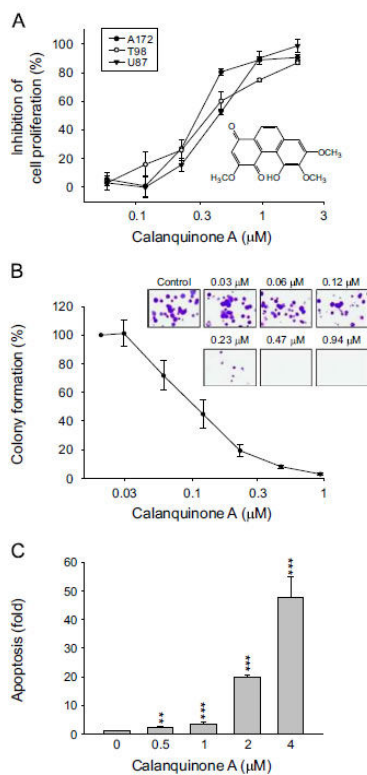 A
A172
T98
U87
Inhibition of
cell proliferation (%)
100
80
60
40
20
0
0.1
0.3
1
3
Calanquinone A (μM)
O
OCH₃
H₃CO
O
HO
OCH₃
B
Control
0.03 μM
0.06 μM
0.12 μM
0.23 μM
0.47 μM
0.94 μM
Colony formation (%)
120
100
80
60
40
20
0
0.03
0.1
0.3
1
Calanquinone A (μM)
C
Apoptosis (fold)
60
50
40
30
20
10
0
**
***
***
***
0
0.5
1
2
4
Calanquinone A (μM)